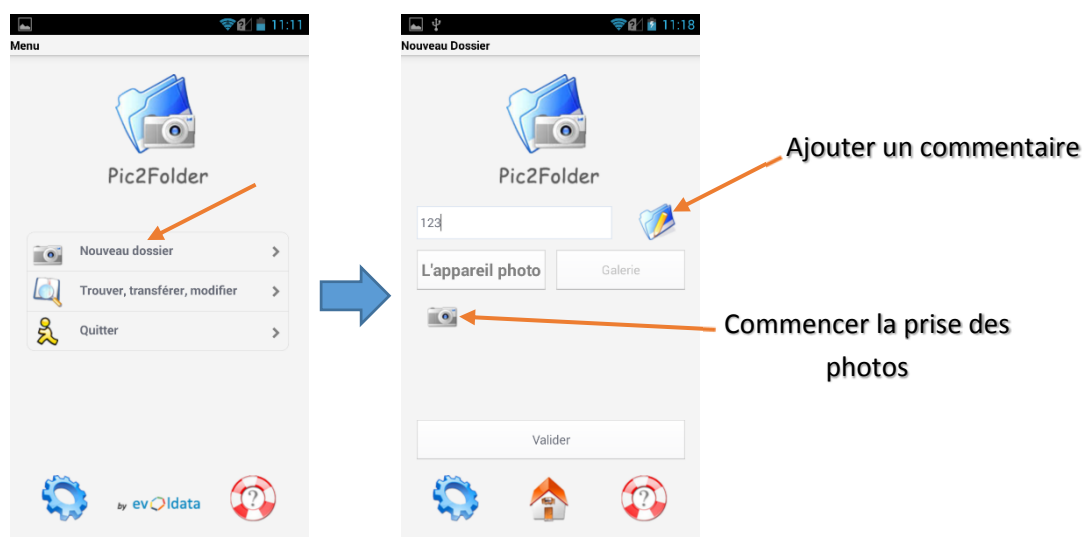 11:11
Menu
Pic2Folder
Nouveau dossier
Trouver, transférer, modifier
Quitter
by evoldata
?
11:18
Nouveau Dossier
Pic2Folder
123
L'appareil photo
Galerie
Valider
?
Ajouter un commentaire
Commencer la prise des
photos